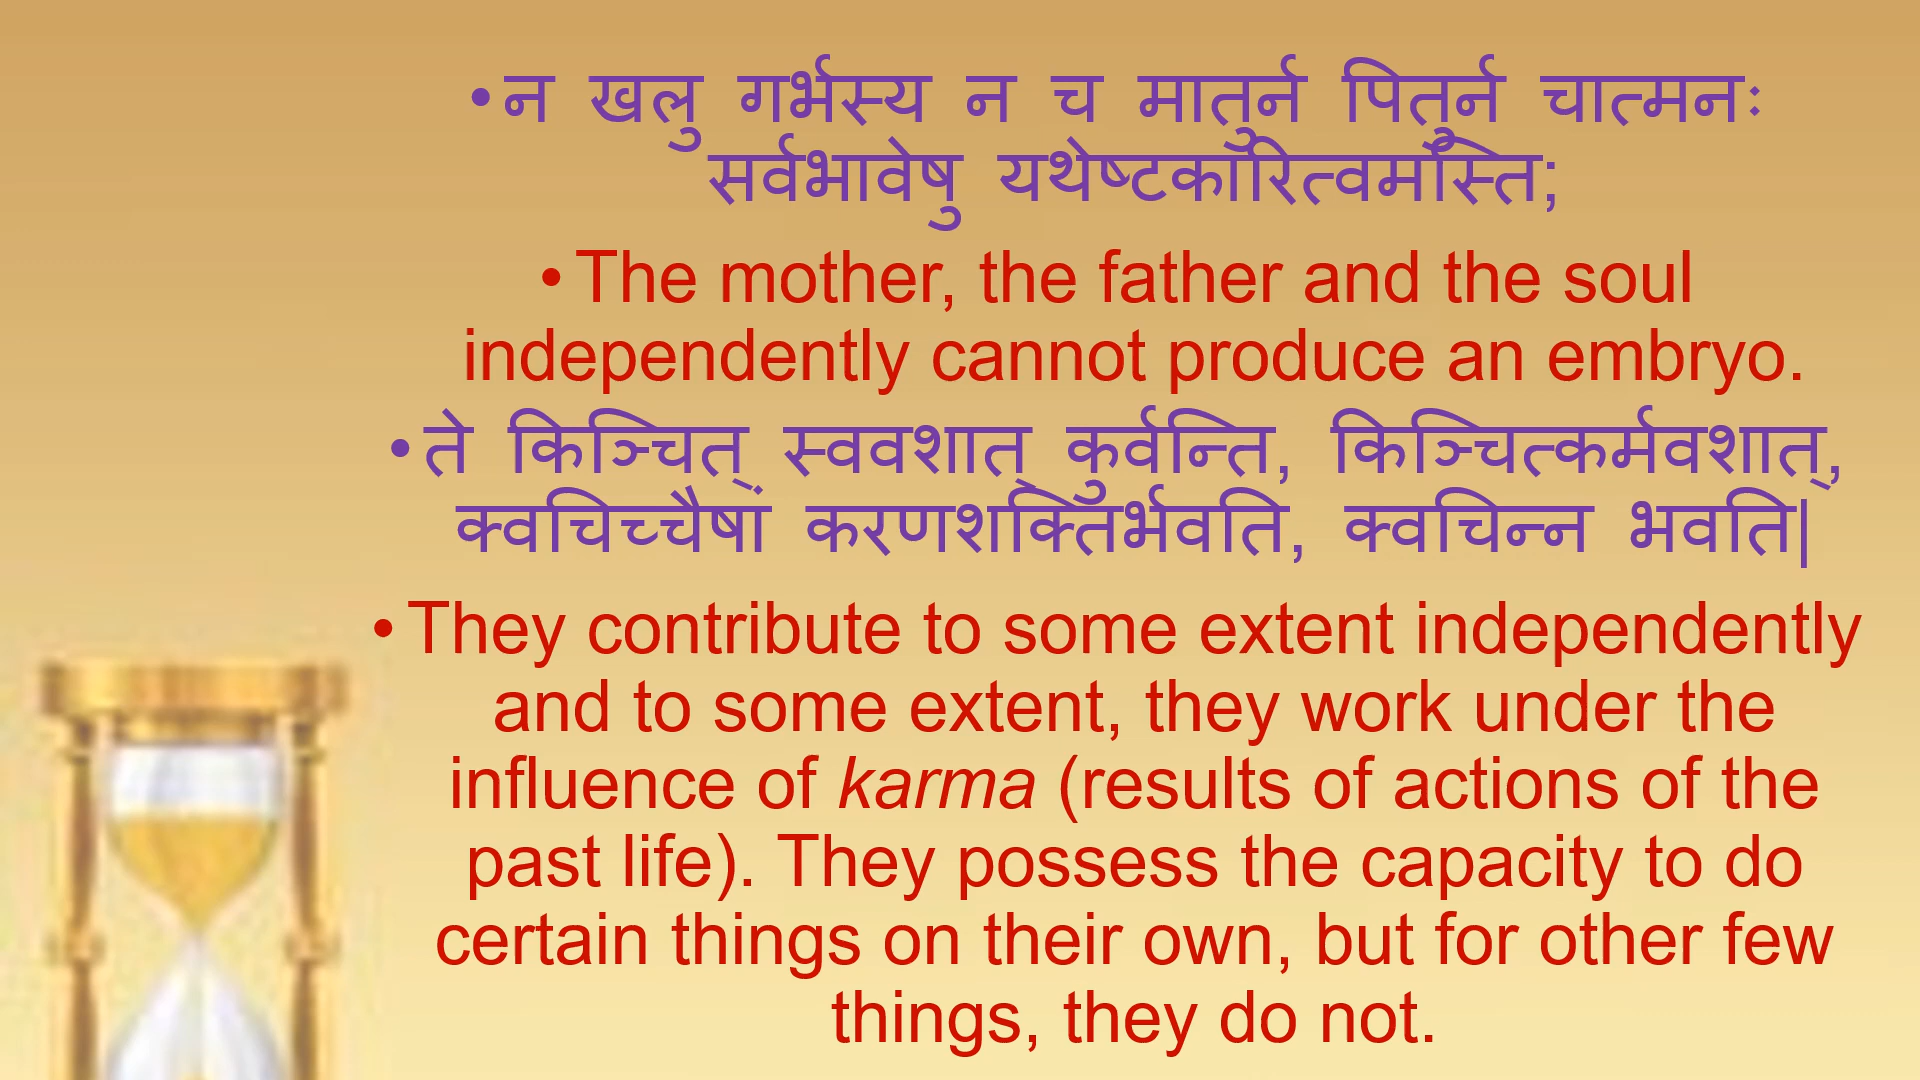 •न खलु गर्भस्य न च मातुर्न पितुर्न चात्मनः
सर्वभावेषु यथेष्टकारित्वमस्ति;
•The mother, the father and the soul
independently cannot produce an embryo.
•ते किञ्चित् स्ववशात् कुर्वन्ति, किञ्चित्कर्मवशात्,
क्वचिच्चैषां करणशक्तिर्भवति, क्वचिन्न भवति|
•They contribute to some extent independently
and to some extent, they work under the
influence of karma (results of actions of the
past life). They possess the capacity to do
certain things on their own, but for other few
things, they do not.